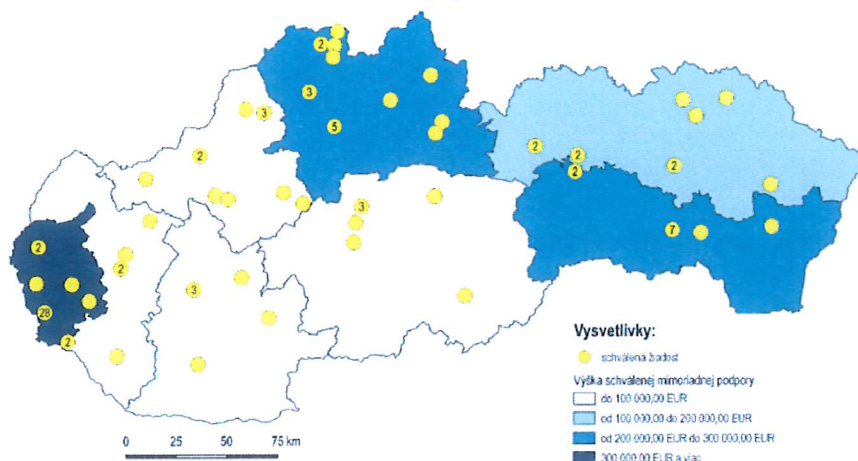 2
3
3
5
2
2
2
2
2
3
7
2
2
3
28
2
Vysvetlivky:
schválená žiadosť
Výška schválenej mimoriadnej podpory
do 100 000,00 EUR
od 100 000,00 do 200 000,00 EUR
od 200 000,00 EUR do 300 000,00 EUR
300 000,00 EUR a viac
0 25 50 75 km